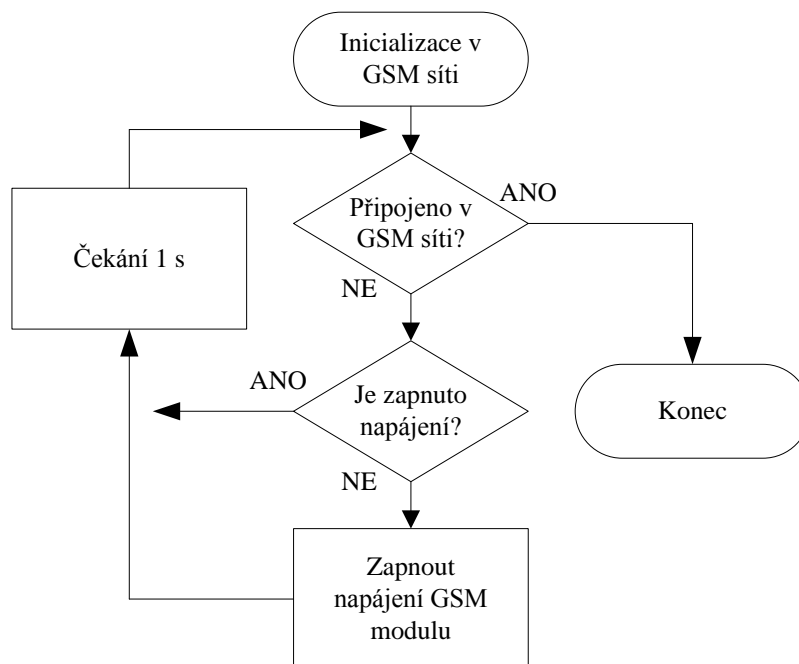 Inicializace v
GSM síti
Připojeno v
GSM síti?
ANO
Čekání 1 s
NE
ANO
Je zapnuto
napájení?
Konec
NE
Zapnout
napájení GSM
modulu